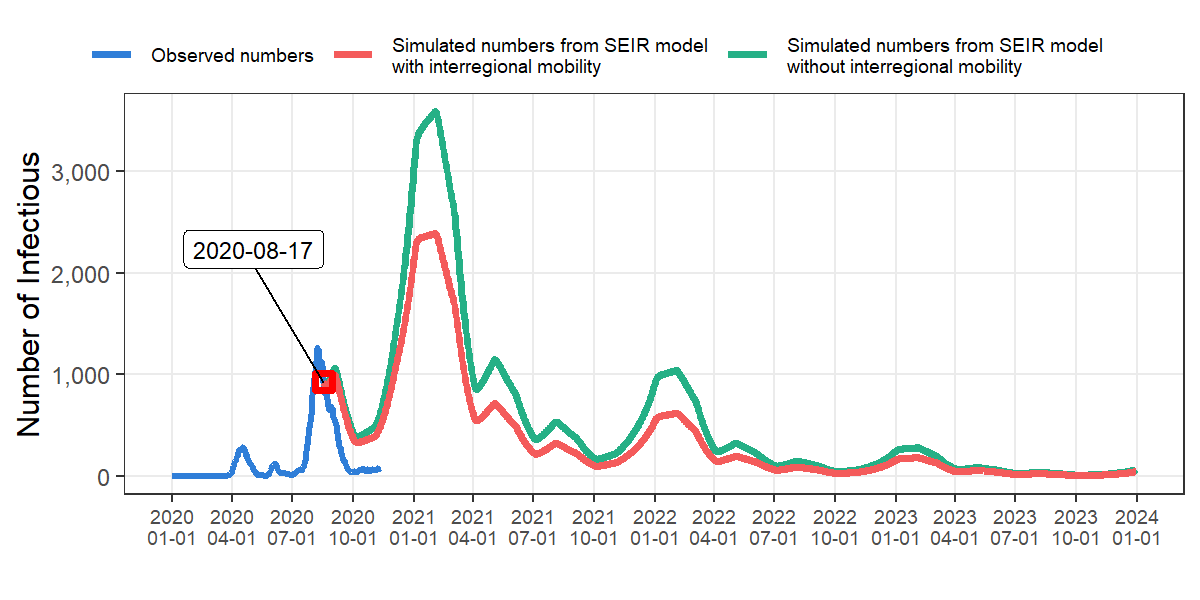 Observed numbers
Simulated numbers from SEIR model
with interregional mobility
Simulated numbers from SEIR model
without interregional mobility
Number of Infectious
3,000
2,000
1,000
0
2020-08-17
2020 2020 2020 2020 2021 2021 2021 2021 2022 2022 2022 2022 2023 2023 2023 2023 2024
01-01 04-01 07-01 10-01 01-01 04-01 07-01 10-01 01-01 04-01 07-01 10-01 01-01 04-01 07-01 10-01 01-01